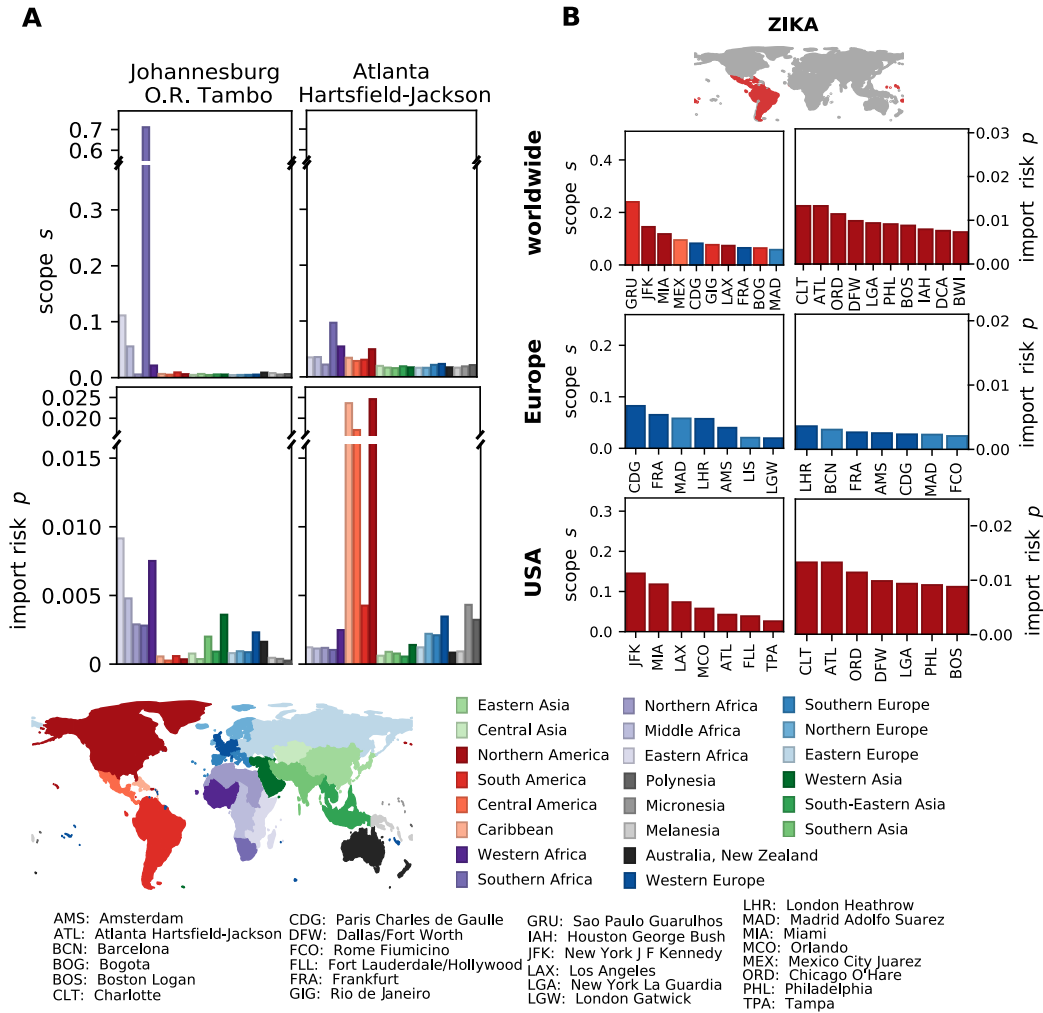 A
Johannesburg
O.R. Tambo
Atlanta
Hartsfield-Jackson
0.7
0.6
0.3
0.2
0.1
0.0
scope s
0.025
0.020
0.015
0.010
0.005
0
import risk p
B
ZIKA
worldwide
scope s
0.4
0.2
0.0
GRU
JFK
MIA
MEX
CDG
GIG
LAX
FRA
BOG
MAD
0.03
0.02
0.01
0.00
import risk p
CLT
ATL
ORD
DFW
LGA
PHL
BOS
IAH
DCA
BWI
Europe
scope s
0.2
0.1
0.0
CDG
FRA
MAD
LHR
AMS
LIS
LGW
0.02
0.01
0.00
import risk p
LHR
BCN
FRA
AMS
CDG
MAD
FCO
USA
scope s
0.3
0.2
0.1
0.0
JFK
MIA
LAX
MCO
ATL
FLL
TPA
0.02
0.01
0.00
import risk p
CLT
ATL
ORD
DFW
LGA
PHL
BOS
Eastern Asia
Central Asia
Northern America
South America
Central America
Caribbean
Western Africa
Southern Africa
Northern Africa
Middle Africa
Eastern Africa
Polynesia
Micronesia
Melanesia
Australia, New Zealand
Western Europe
Southern Europe
Northern Europe
Eastern Europe
Western Asia
South-Eastern Asia
Southern Asia
AMS: Amsterdam
ATL: Atlanta Hartsfield-Jackson
BCN: Barcelona
BOG: Bogota
BOS: Boston Logan
CLT: Charlotte
CDG: Paris Charles de Gaulle
DFW: Dallas/Fort Worth
FCO: Rome Fiumicino
FLL: Fort Lauderdale/Hollywood
FRA: Frankfurt
GIG: Rio de Janeiro
GRU: Sao Paulo Guarulhos
IAH: Houston George Bush
JFK: New York J F Kennedy
LAX: Los Angeles
LGA: New York La Guardia
LGW: London Gatwick
LHR: London Heathrow
MAD: Madrid Adolfo Suarez
MIA: Miami
MCO: Orlando
MEX: Mexico City Juarez
ORD: Chicago O'Hare
PHL: Philadelphia
TPA: Tampa